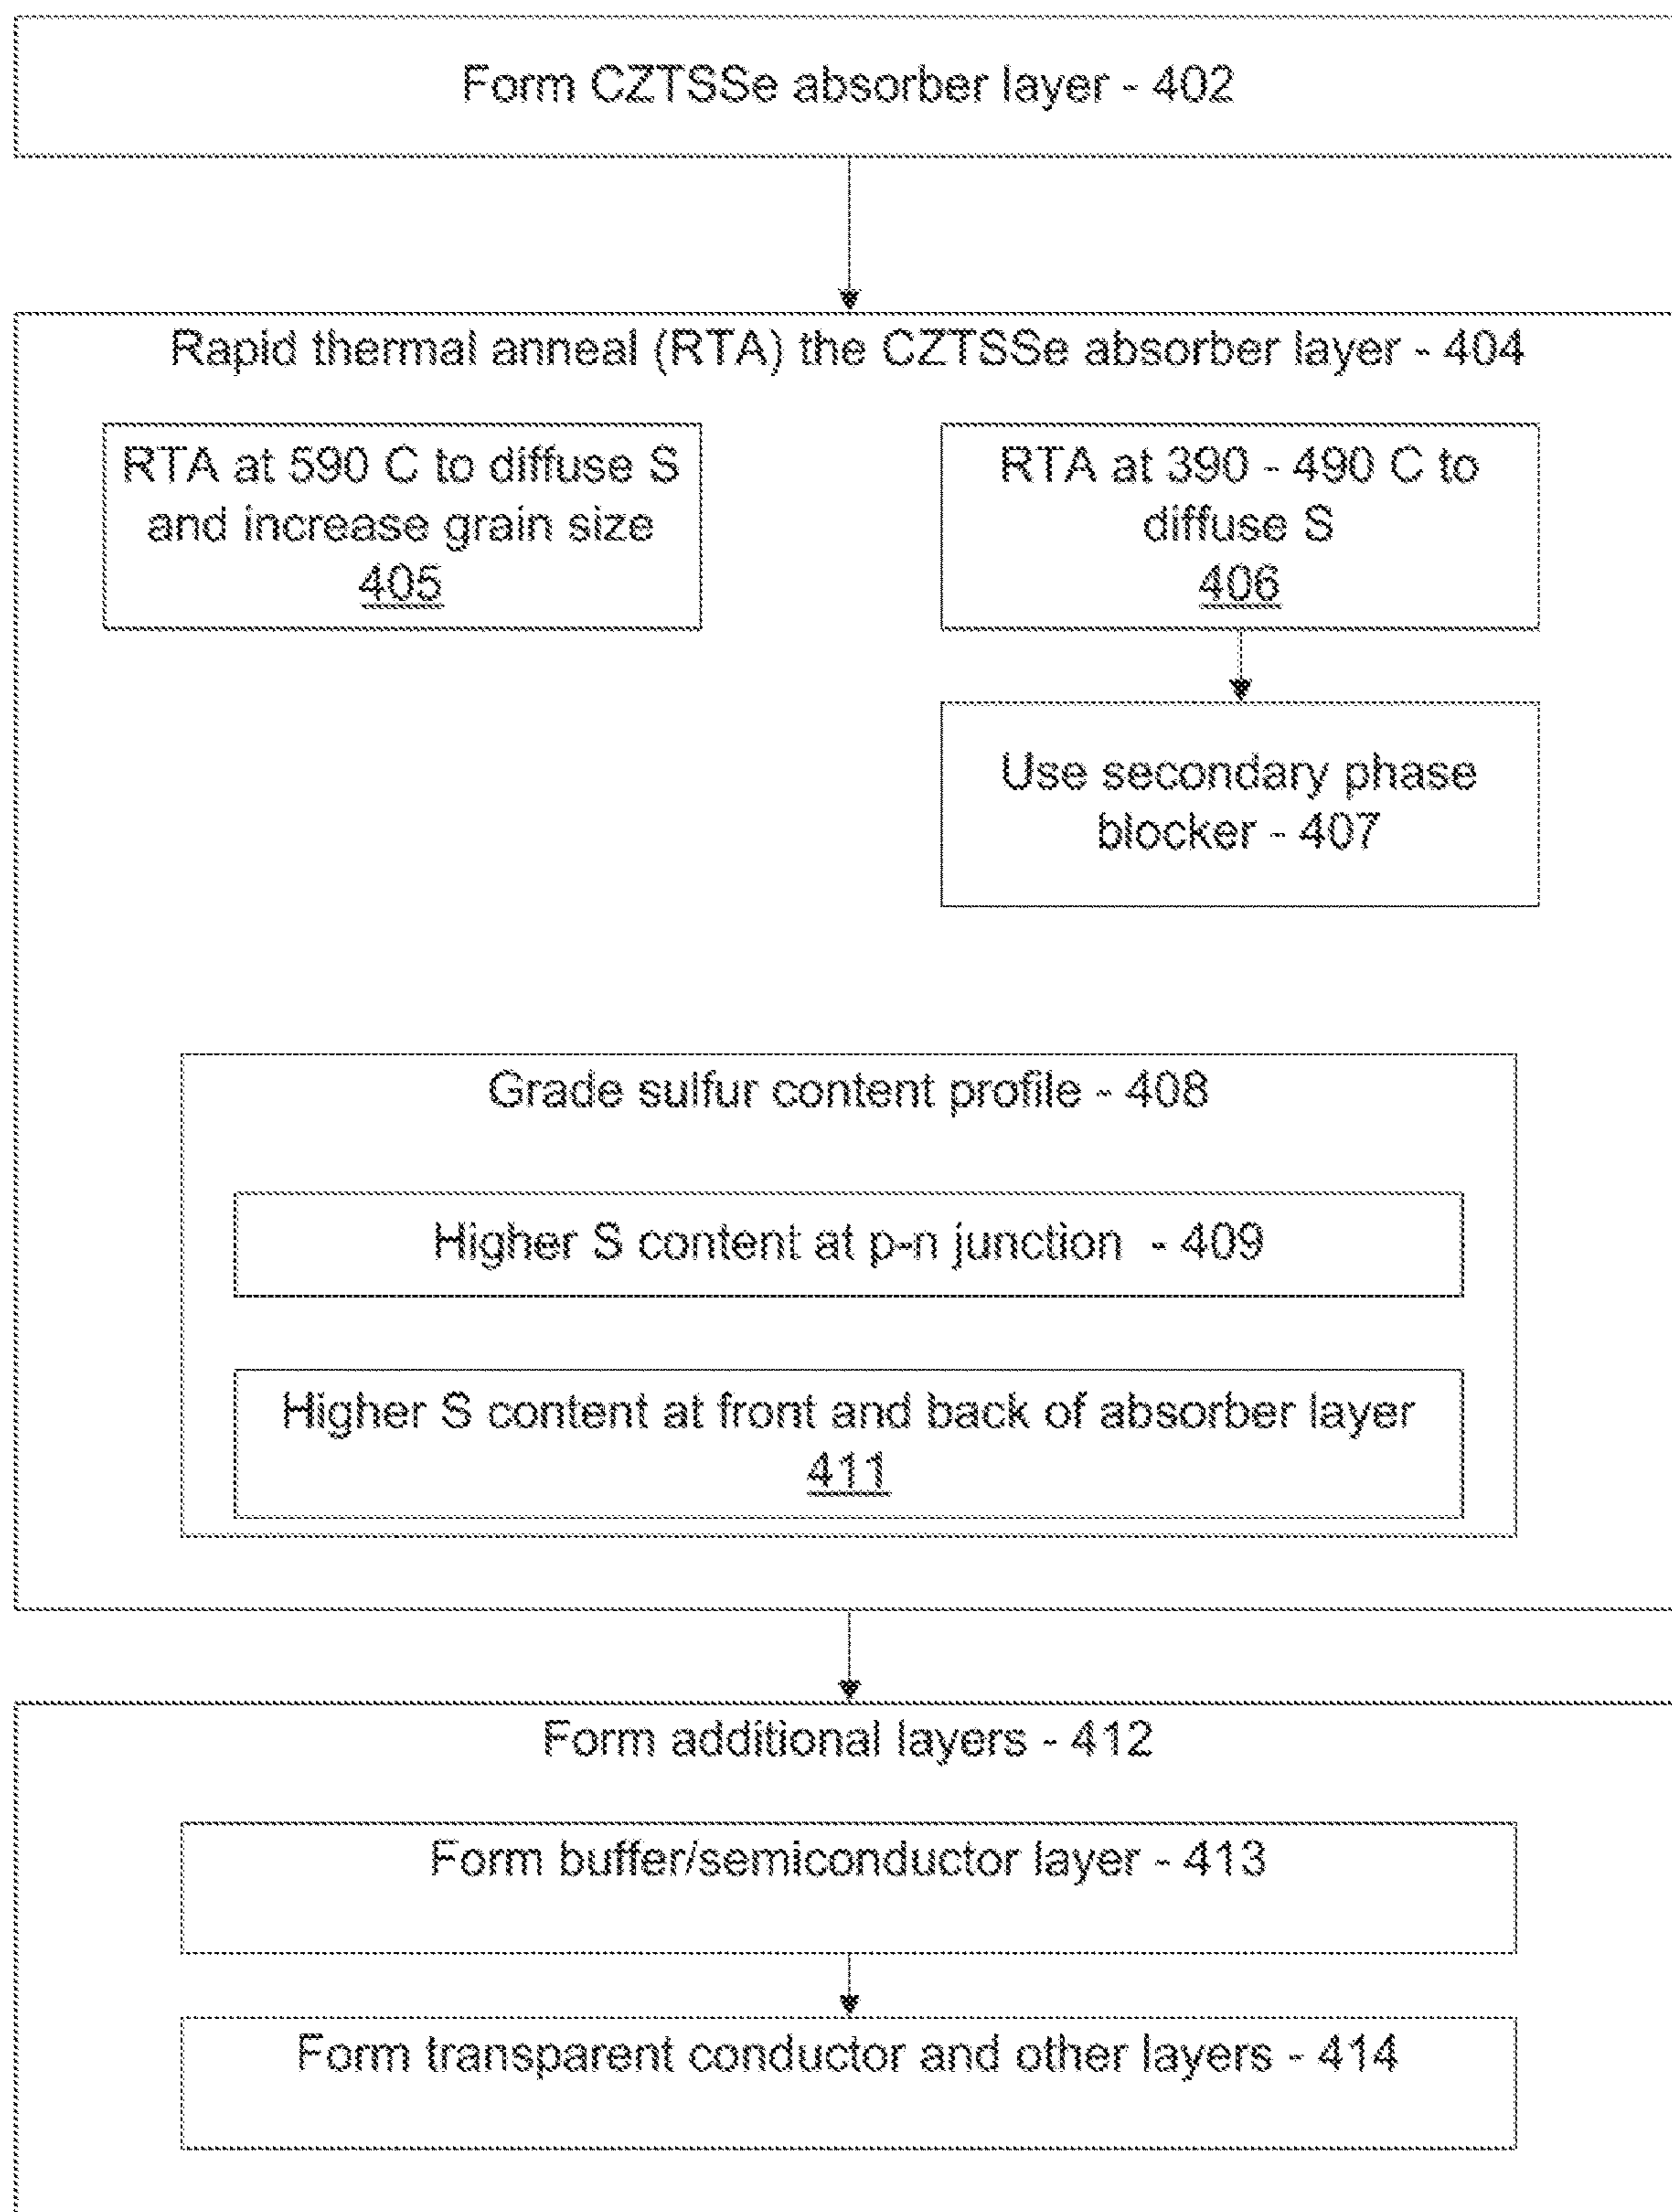 Form CZTSSe absorber layer - 402
Rapid thermal anneal (RTA) the CZTSSe absorber layer - 404
RTA at 590 C to diffuse S
and increase grain size
405
RTA at 390 - 490 C to
diffuse S
406
Use secondary phase
blocker - 407
Grade sulfur content profile - 408
Higher S content at p-n junction - 409
Higher S content at front and back of absorber layer
411
Form additional layers - 412
Form buffer/semiconductor layer - 413
Form transparent conductor and other layers - 414